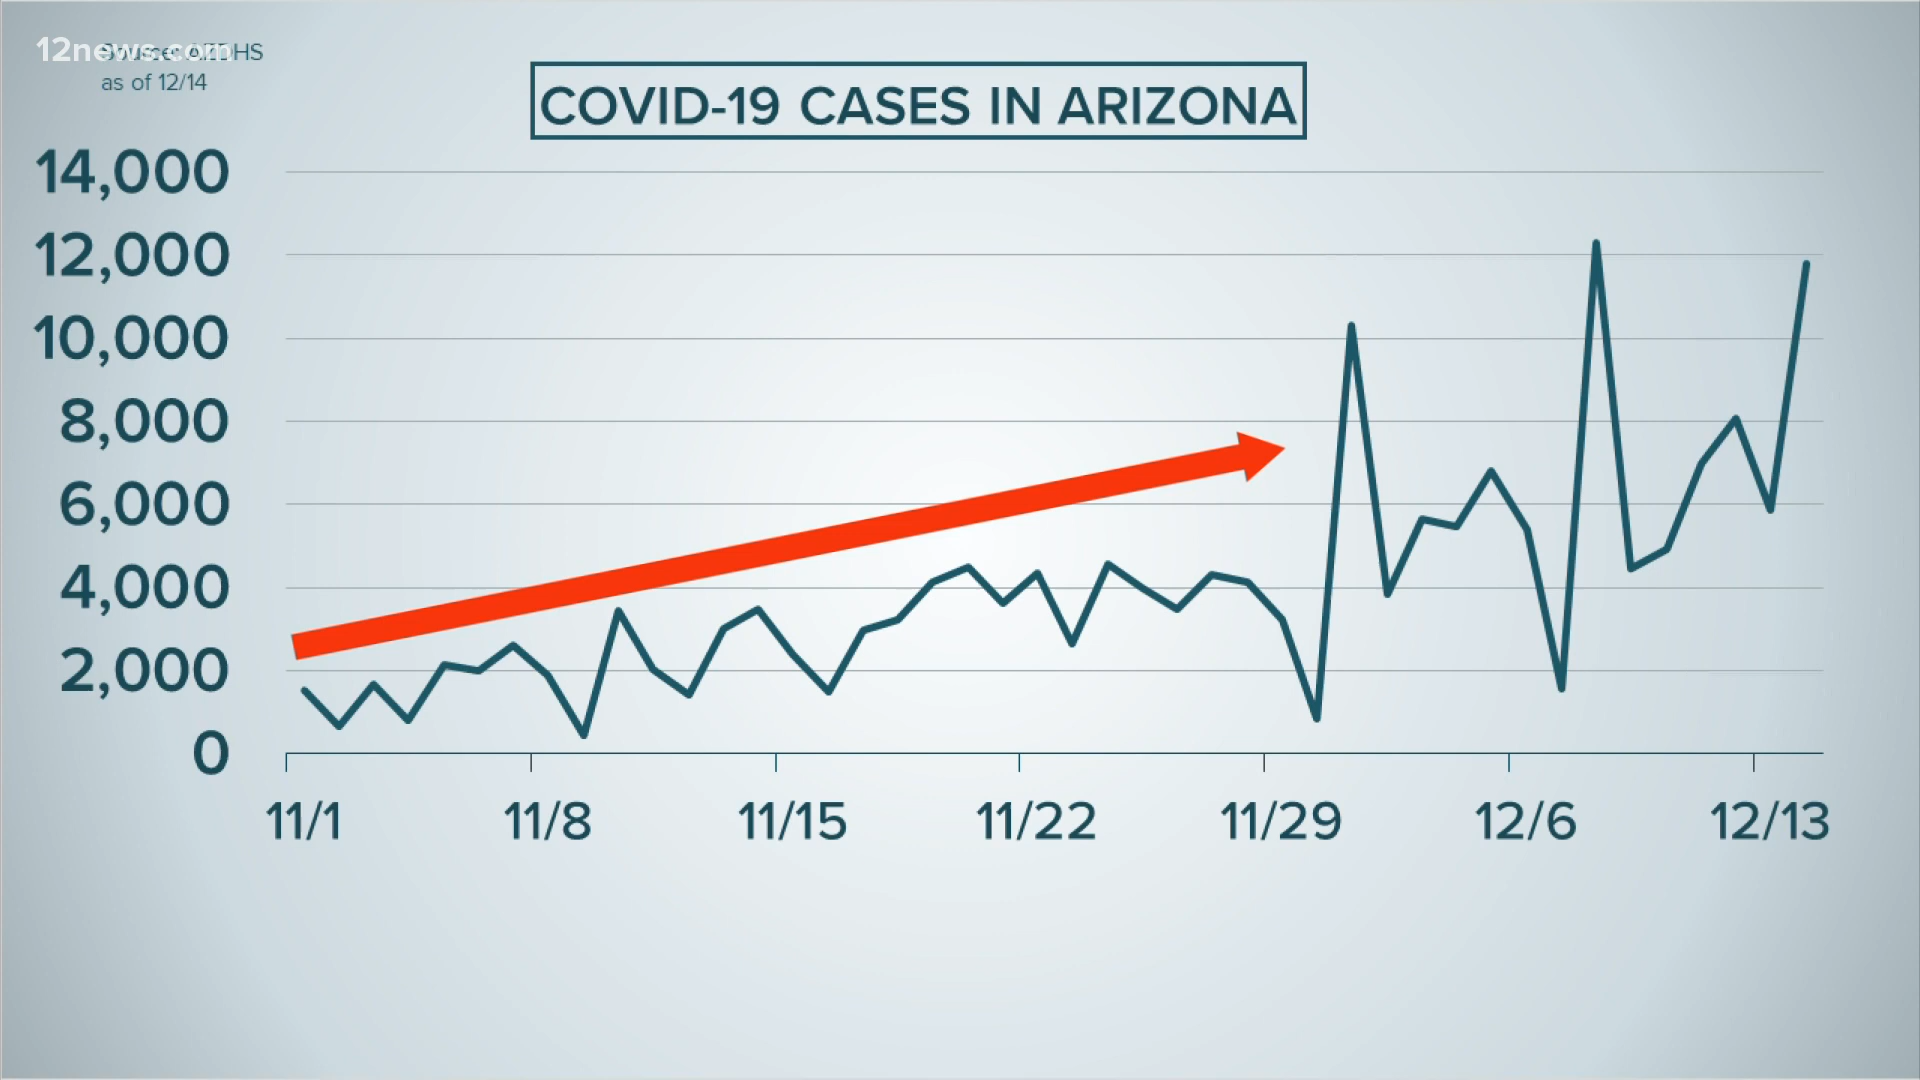 12news.com
Source: AZDHS
as of 12/14
COVID-19 CASES IN ARIZONA
14,000
12,000
10,000
8,000
6,000
4,000
2,000
0
11/1 11/8 11/15 11/22 11/29 12/6 12/13